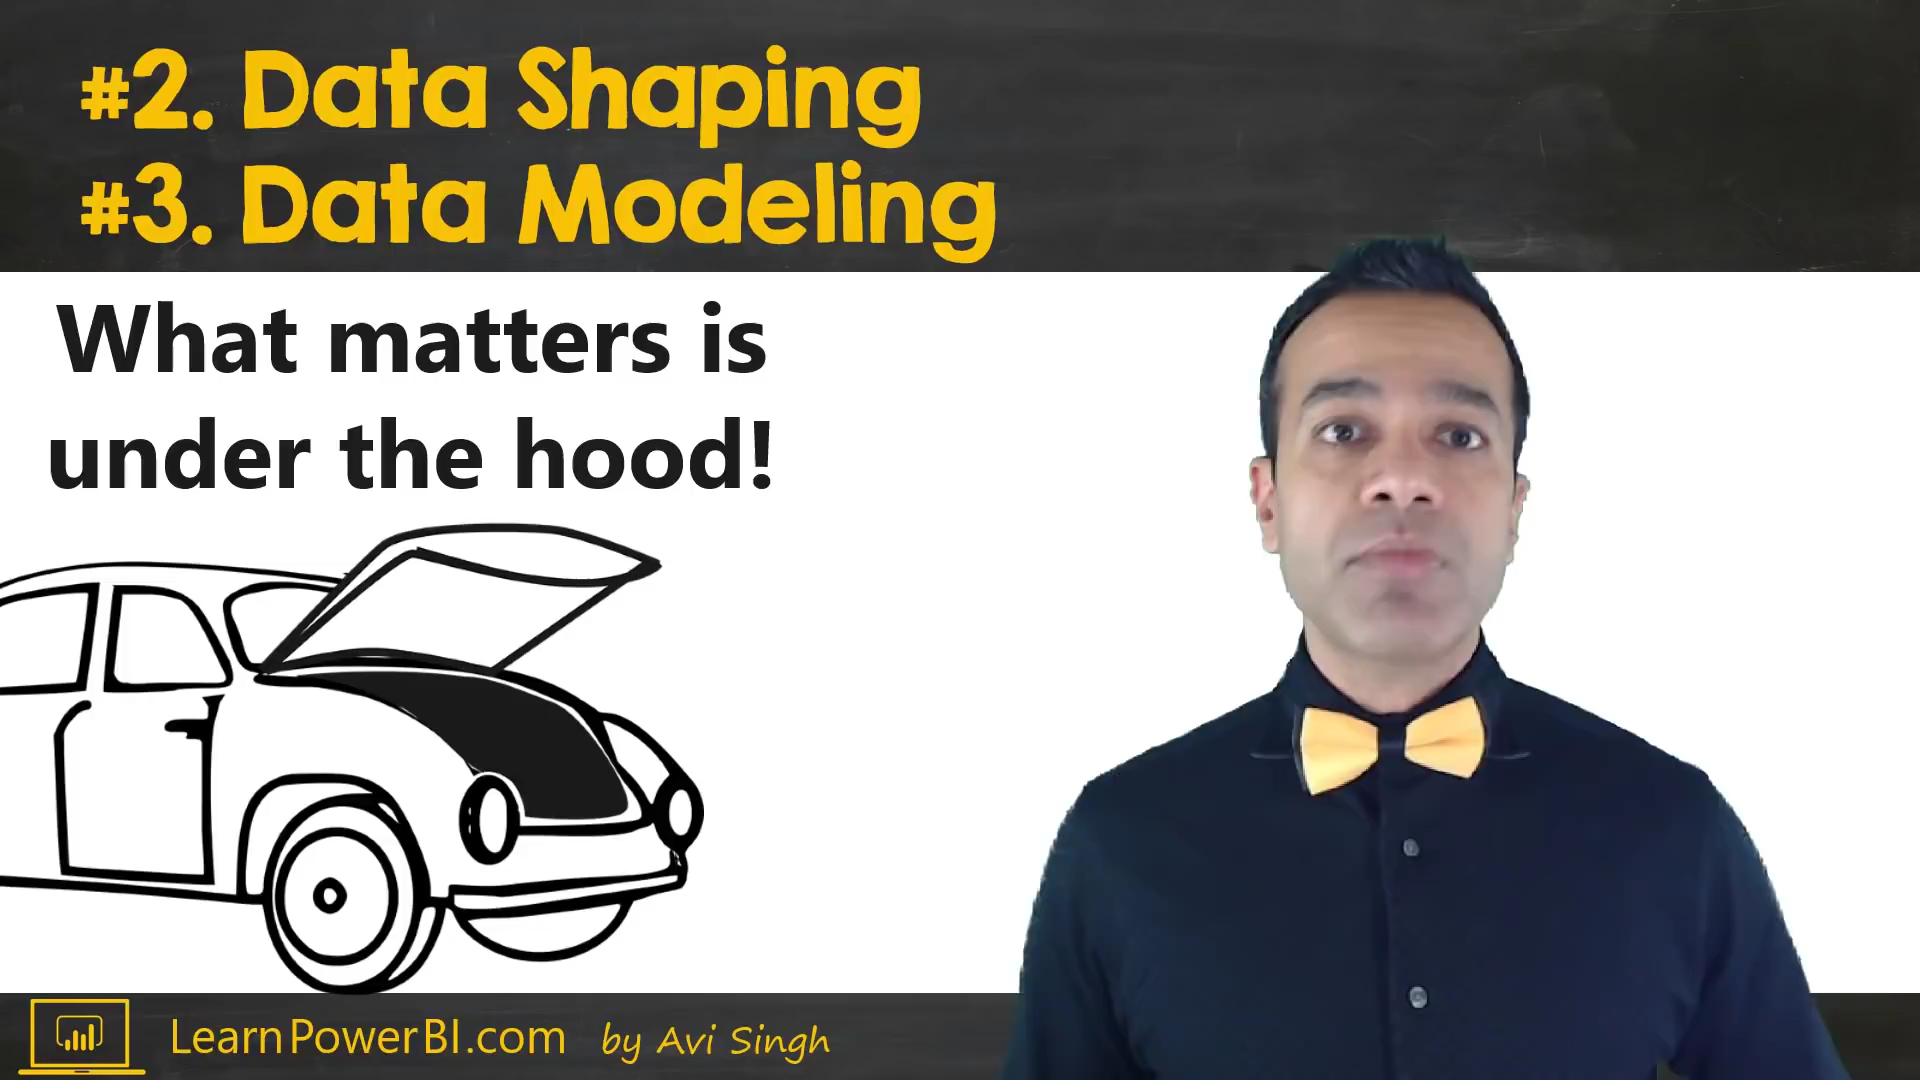 #2. Data Shaping
#3. Data Modeling
What matters is
under the hood!
LearnPowerBI.com by Avi Singh